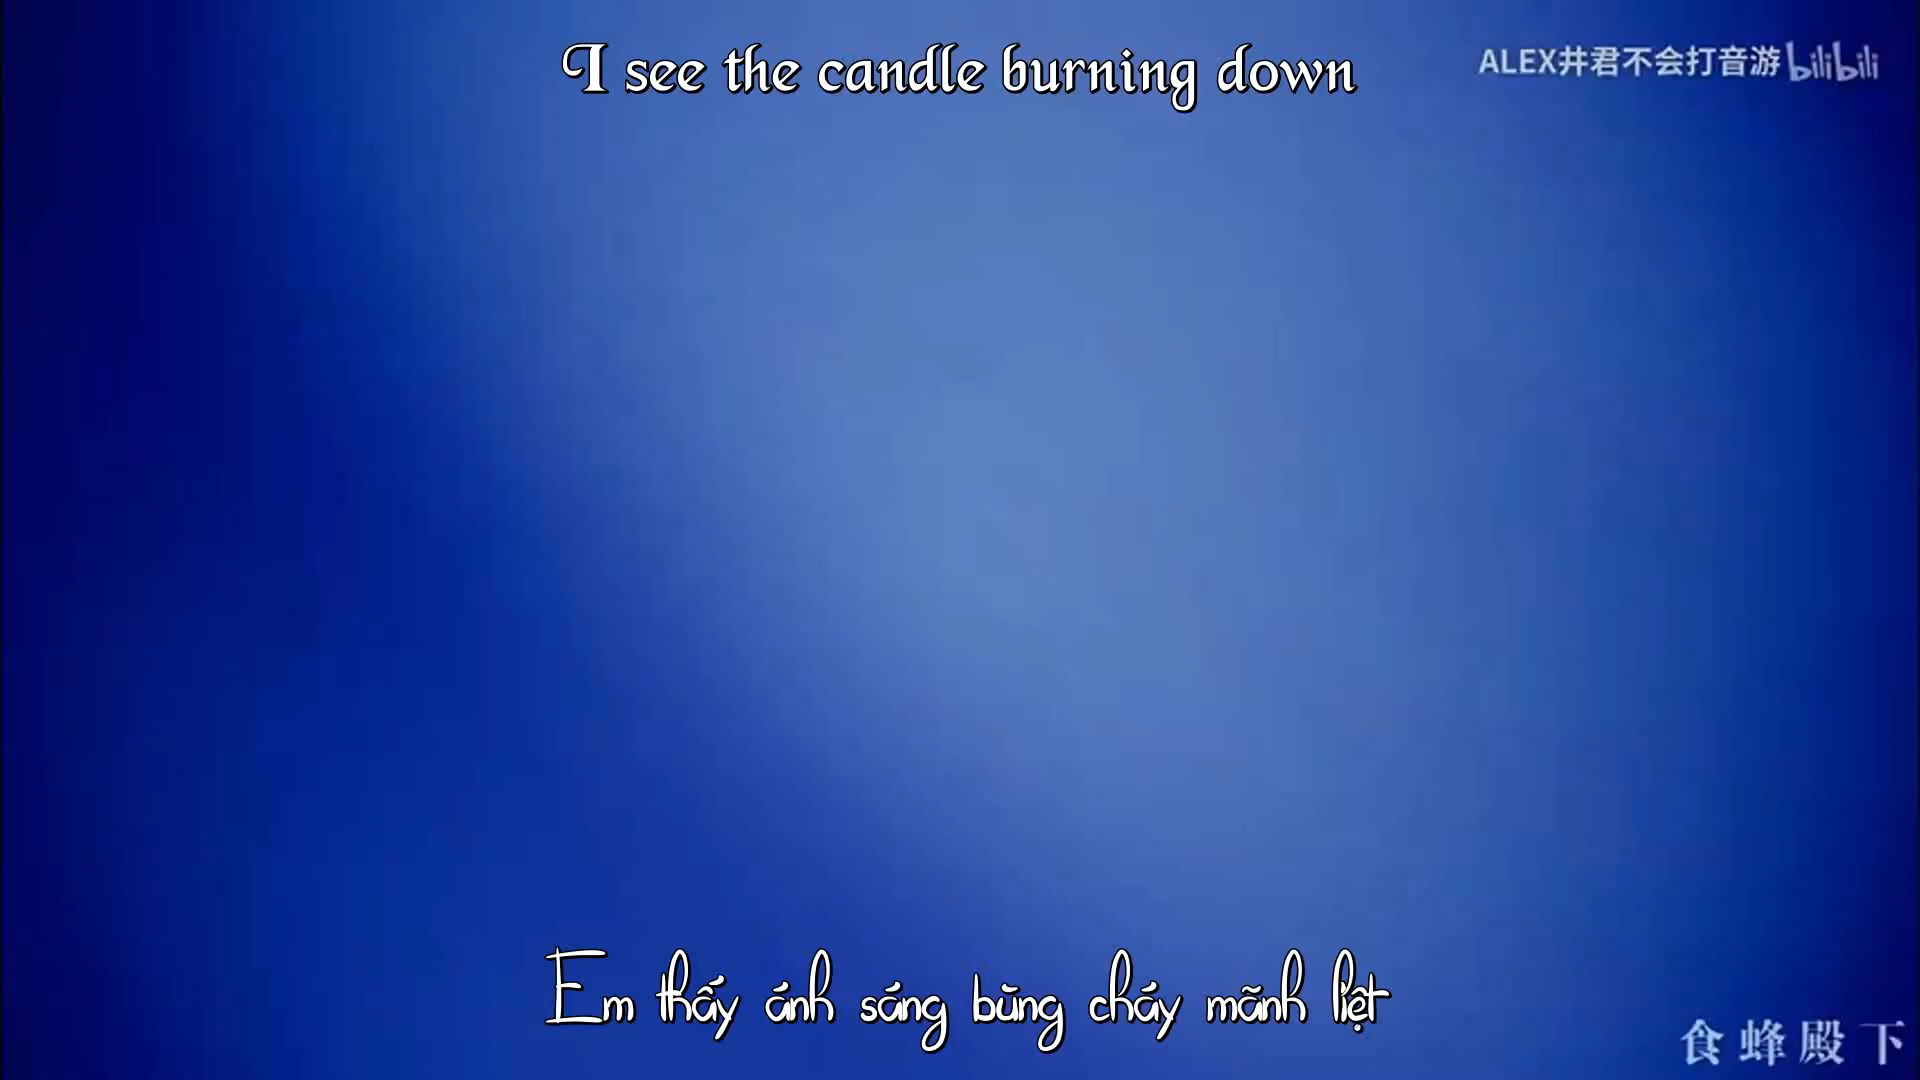 I see the candle burning down
ALEX井君不会打音游 bilibili
Em thấy ánh sáng bùng cháy mãnh liệt
食蜂殿下